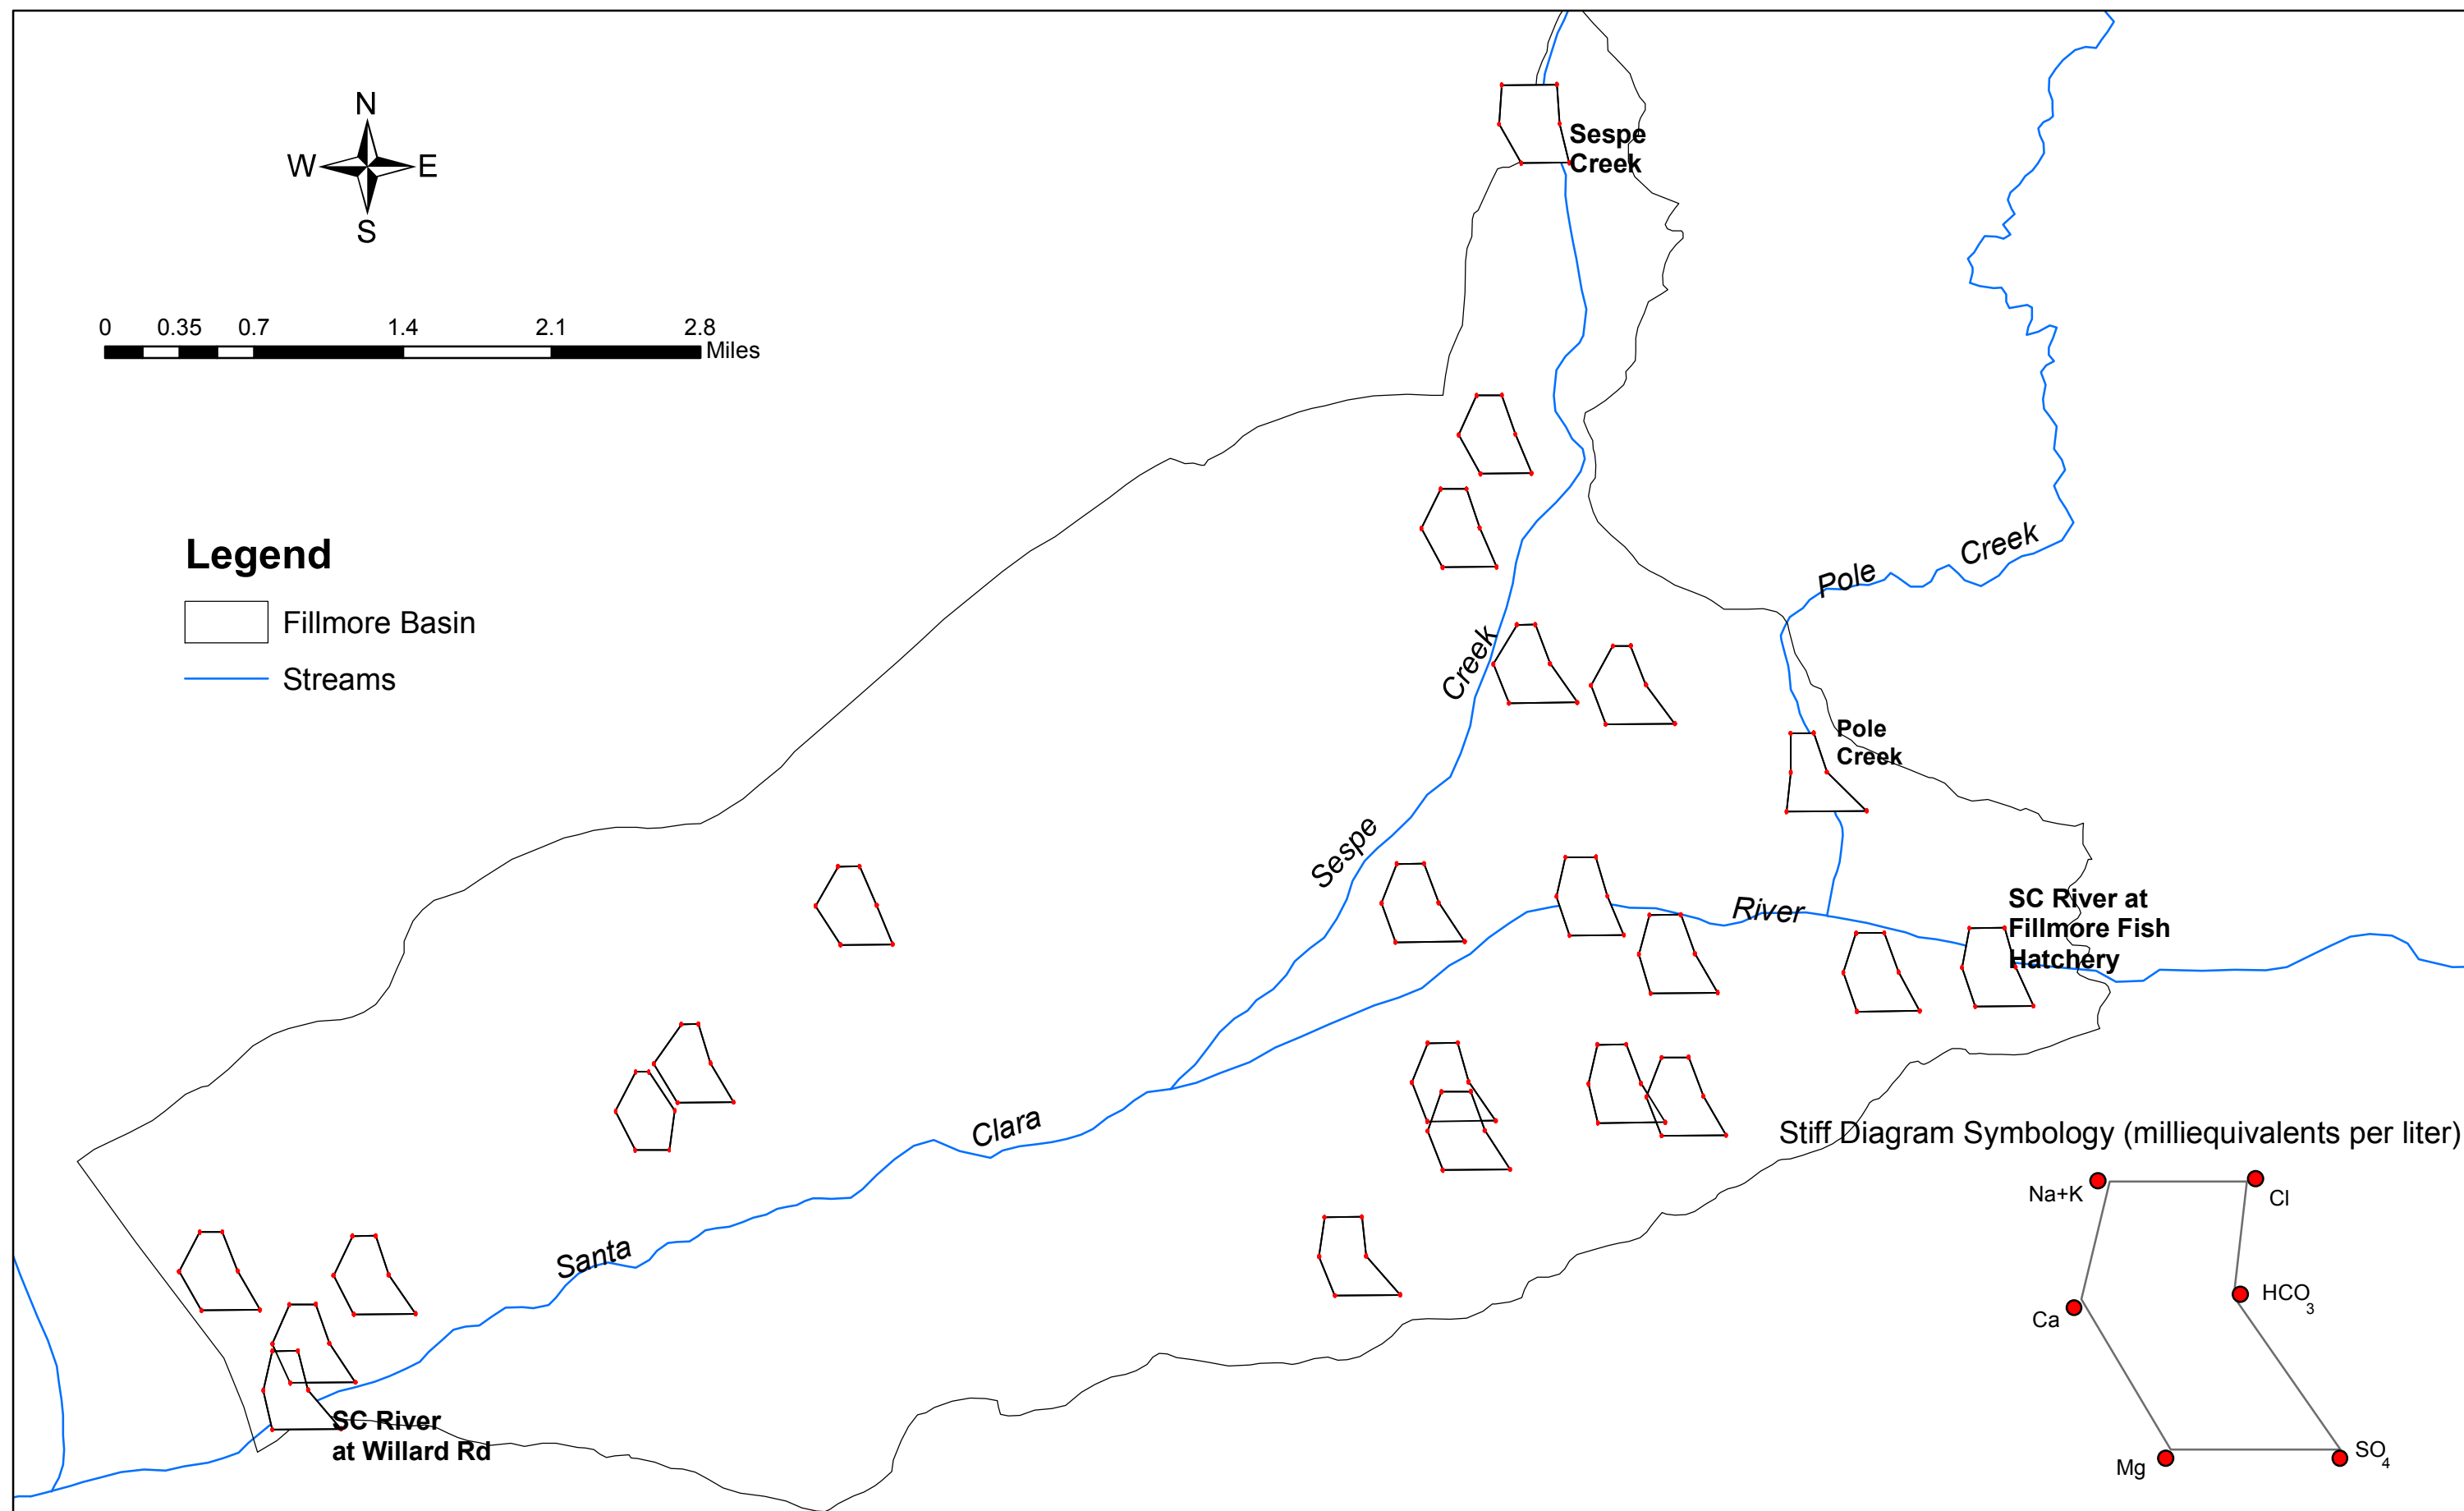 N
W E
S
0 0.35 0.7 1.4 2.1 2.8
Miles
Legend
Fillmore Basin
Streams
Sespe
Creek
Pole Creek
Creek
Sespe
Pole
Creek
River
SC River at
Fillmore Fish
Hatchery
Clara
Santa
SC River
at Willard Rd
Stiff Diagram Symbology (milliequivalents per liter)
Na+K
Cl
HCO3
Ca
SO4
Mg